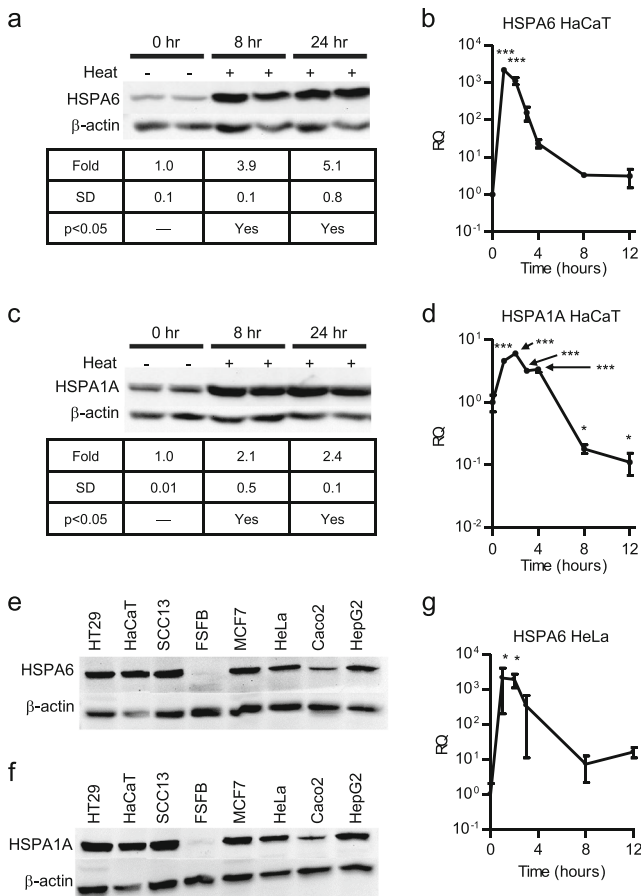 a
0 hr 8 hr 24 hr
Heat - - + + + +
HSPA6
β-actin
Fold 1.0 3.9 5.1
SD 0.1 0.1 0.8
p<0.05 — Yes Yes
b
HSPA6 HaCaT
*** ***
RQ
10⁴
10³
10²
10¹
10⁰
10⁻¹
0 4 8 12
Time (hours)
c
0 hr 8 hr 24 hr
Heat - - + + + +
HSPA1A
β-actin
Fold 1.0 2.1 2.4
SD 0.01 0.5 0.1
p<0.05 — Yes Yes
d
HSPA1A HaCaT
*** *** *** ***
* *
RQ
10¹
10⁰
10⁻¹
10⁻²
0 4 8 12
Time (hours)
e
HT29 HaCaT SCC13 FSFB MCF7 HeLa Caco2 HepG2
HSPA6
β-actin
f
HT29 HaCaT SCC13 FSFB MCF7 HeLa Caco2 HepG2
HSPA1A
β-actin
g
HSPA6 HeLa
* *
RQ
10⁴
10³
10²
10¹
10⁰
10⁻¹
0 4 8 12
Time (hours)